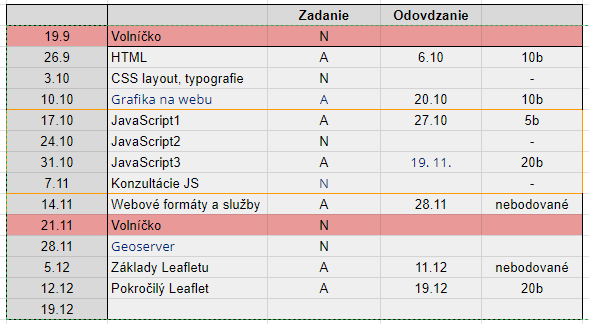 Zadanie Odovdzanie
19.9 Volníčko N
26.9 HTML A 6.10 10b
3.10 CSS layout, typografie N -
10.10 Grafika na webu A 20.10 10b
17.10 JavaScript1 A 27.10 5b
24.10 JavaScript2 N -
31.10 JavaScript3 A 19. 11. 20b
7.11 Konzultácie JS N -
14.11 Webové formáty a služby A 28.11 nebodované
21.11 Volníčko N
28.11 Geoserver N
5.12 Základy Leafletu A 11.12 nebodované
12.12 Pokročilý Leaflet A 19.12 20b
19.12